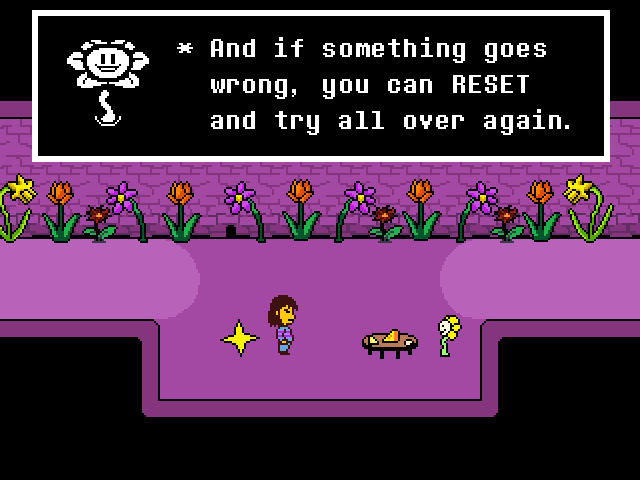 * And if something goes
wrong, you can RESET
and try all over again.